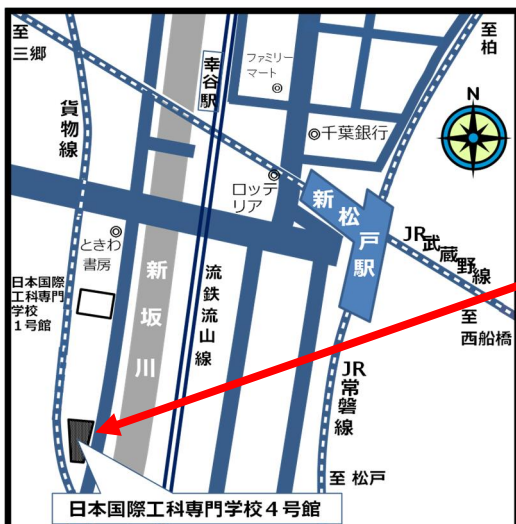 至
三郷
貨物線
幸谷駅
ファミリー
マート
至
柏
N
千葉銀行
ロッテ
リア
新松戸駅
JR武蔵野線
至
西船橋
ときわ
書房
日本国際
工科専門
学校
１号館
新坂川
流鉄流山線
JR常磐線
至 松戸
日本国際工科専門学校４号館